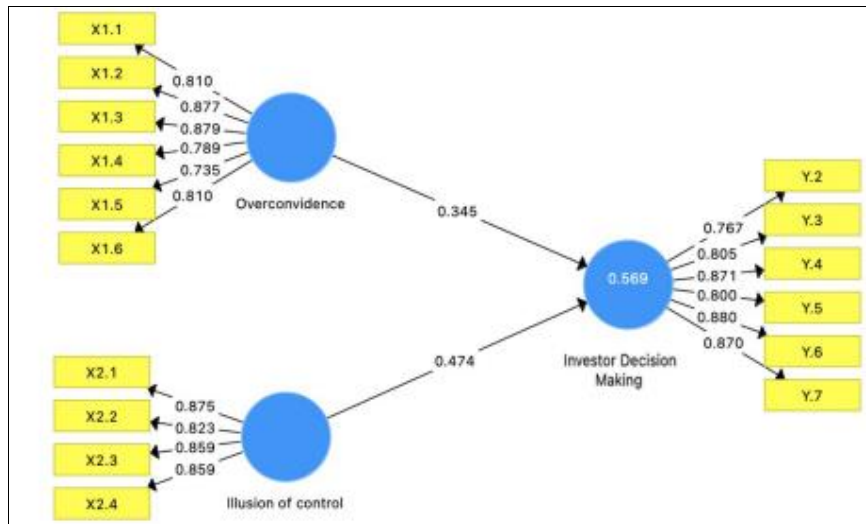 X1.1
X1.2
X1.3
X1.4
X1.5
X1.6
0.810
0.877
0.879
0.789
0.735
0.810
Overconvidence
0.345
X2.1
X2.2
X2.3
X2.4
0.875
0.823
0.859
0.859
Illusion of control
0.474
0.569
Investor Decision
Making
0.767
0.805
0.871
0.800
0.880
0.870
Y.2
Y.3
Y.4
Y.5
Y.6
Y.7